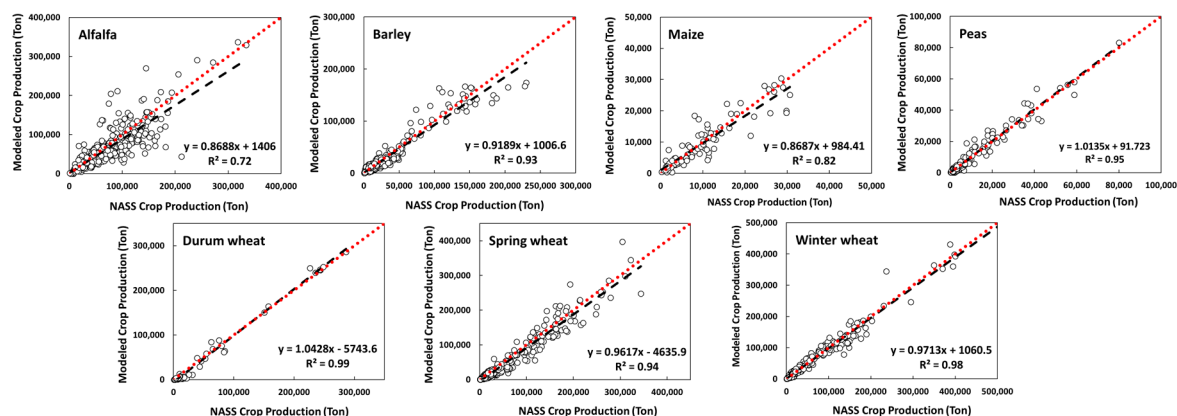 Alfalfa
Modeled Crop Production (Ton)
400,000
300,000
200,000
100,000
0
y = 0.8688x + 1406
R² = 0.72
0
100,000
200,000
300,000
400,000
NASS Crop Production (Ton)
Barley
Modeled Crop Production (Ton)
300,000
200,000
100,000
0
y = 0.9189x + 1006.6
R² = 0.93
0
50,000
100,000
150,000
200,000
250,000
300,000
NASS Crop Production (Ton)
Maize
Modeled Crop Production (Ton)
50,000
40,000
30,000
20,000
10,000
0
y = 0.8687x + 984.41
R² = 0.82
0
10,000
20,000
30,000
40,000
50,000
NASS Crop Production (Ton)
Peas
Modeled Crop Production (Ton)
100,000
80,000
60,000
40,000
20,000
0
y = 1.0135x + 91.723
R² = 0.95
0
20,000
40,000
60,000
80,000
100,000
NASS Crop Production (Ton)
Durum wheat
Modeled Crop Production (Ton)
300,000
200,000
100,000
0
y = 1.0428x - 5743.6
R² = 0.99
0
100,000
200,000
300,000
NASS Crop Production (Ton)
Spring wheat
Modeled Crop Production (Ton)
400,000
300,000
200,000
100,000
0
y = 0.9617x - 4635.9
R² = 0.94
0
100,000
200,000
300,000
400,000
NASS Crop Production (Ton)
Winter wheat
Modeled Crop Production (Ton)
500,000
400,000
300,000
200,000
100,000
0
y = 0.9713x + 1060.5
R² = 0.98
0
100,000
200,000
300,000
400,000
500,000
NASS Crop Production (Ton)